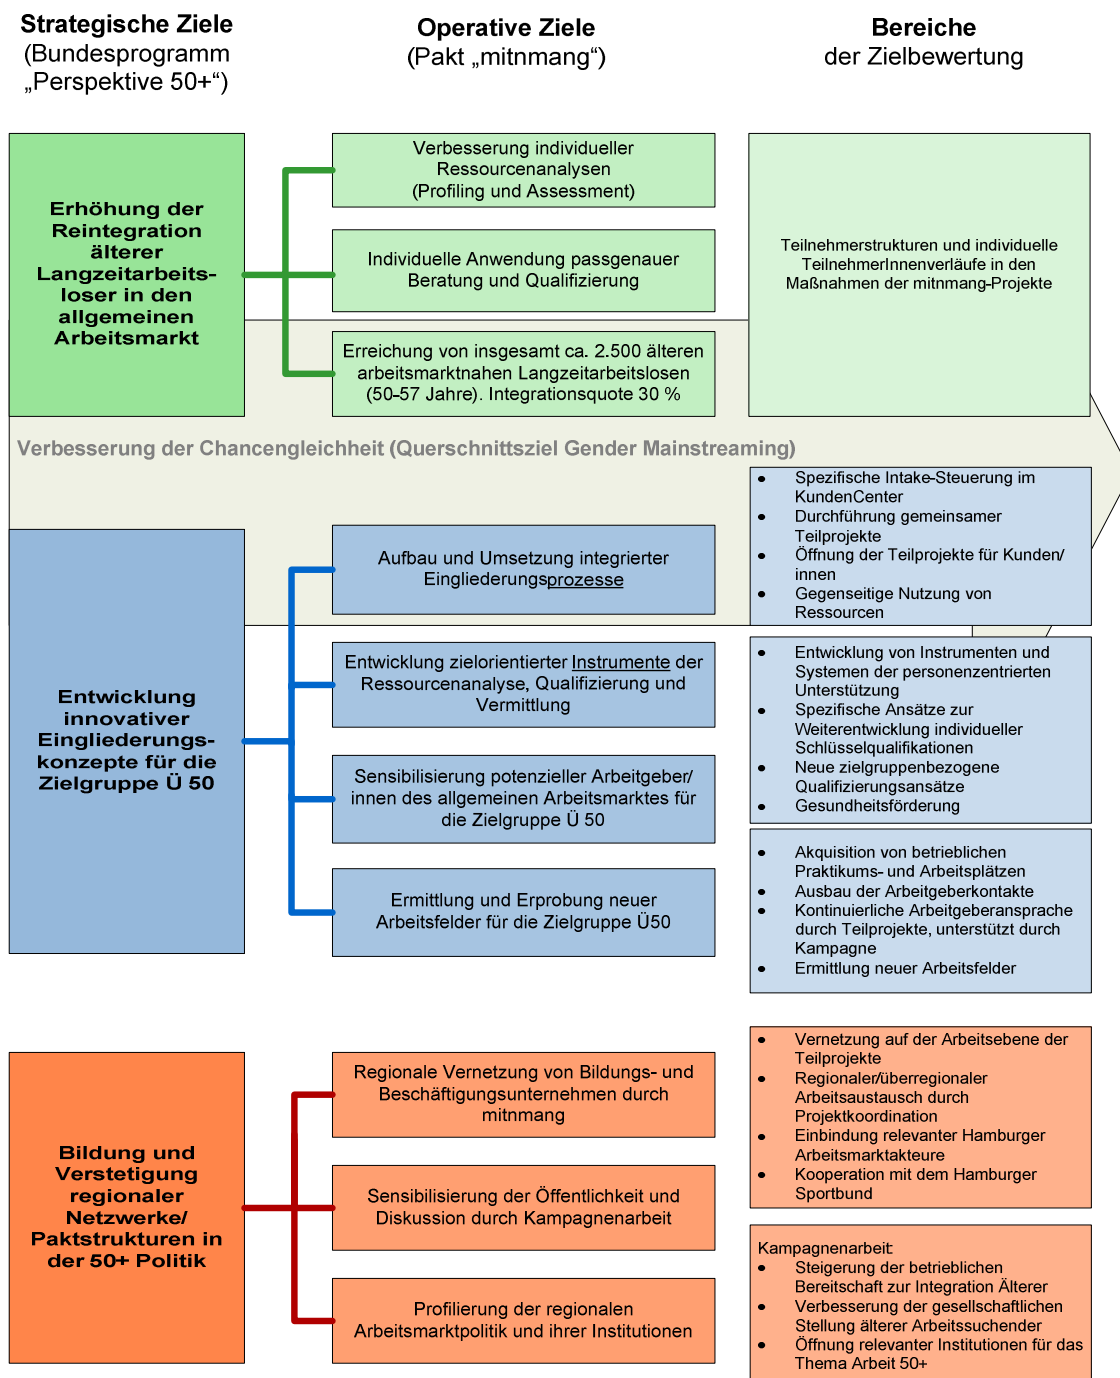 Strategische Ziele
(Bundesprogramm
„Perspektive 50+“)
Operative Ziele
(Pakt „mitnmang“)
Bereiche
der Zielbewertung
Erhöhung der
Reintegration
älterer
Langzeitarbeits-
loser in den
allgemeinen
Arbeitsmarkt
Verbesserung individueller
Ressourcenanalysen
(Profiling und Assessment)
Individuelle Anwendung passgenauer
Beratung und Qualifizierung
Erreichung von insgesamt ca. 2.500 älteren
arbeitsmarktnahen Langzeitarbeitslosen
(50-57 Jahre). Integrationsquote 30 %
Teilnehmerstrukturen und individuelle
TeilnehmerInnenverläufe in den
Maßnahmen der mitnmang-Projekte
Verbesserung der Chancengleichheit (Querschnittsziel Gender Mainstreaming)
Entwicklung
innovativer
Eingliederungs-
konzepte für die
Zielgruppe Ü 50
Aufbau und Umsetzung integrierter
Eingliederungsprozesse
Entwicklung zielorientierter Instrumente der
Ressourcenanalyse, Qualifizierung und
Vermittlung
Sensibilisierung potenzieller Arbeitgeber/
innen des allgemeinen Arbeitsmarktes für
die Zielgruppe Ü 50
Ermittlung und Erprobung neuer
Arbeitsfelder für die Zielgruppe Ü50
• Spezifische Intake-Steuerung im
KundenCenter
• Durchführung gemeinsamer
Teilprojekte
• Öffnung der Teilprojekte für Kunden/
innen
• Gegenseitige Nutzung von
Ressourcen
• Entwicklung von Instrumenten und
Systemen der personenzentrierten
Unterstützung
• Spezifische Ansätze zur
Weiterentwicklung individueller
Schlüsselqualifikationen
• Neue zielgruppenbezogene
Qualifizierungsansätze
• Gesundheitsförderung
• Akquisition von betrieblichen
Praktikums- und Arbeitsplätzen
• Ausbau der Arbeitgeberkontakte
• Kontinuierliche Arbeitgeberansprache
durch Teilprojekte, unterstützt durch
Kampagne
• Ermittlung neuer Arbeitsfelder
Bildung und
Verstetigung
regionaler
Netzwerke/
Paktstrukturen in
der 50+ Politik
Regionale Vernetzung von Bildungs- und
Beschäftigungsunternehmen durch
mitnmang
Sensibilisierung der Öffentlichkeit und
Diskussion durch Kampagnenarbeit
Profilierung der regionalen
Arbeitsmarktpolitik und ihrer Institutionen
• Vernetzung auf der Arbeitsebene der
Teilprojekte
• Regionaler/überregionaler
Arbeitsaustausch durch
Projektkoordination
• Einbindung relevanter Hamburger
Arbeitsmarktakteure
• Kooperation mit dem Hamburger
Sportbund
Kampagnenarbeit:
• Steigerung der betrieblichen
Bereitschaft zur Integration Älterer
• Verbesserung der gesellschaftlichen
Stellung älterer Arbeitssuchender
• Öffnung relevanter Institutionen für das
Thema Arbeit 50+